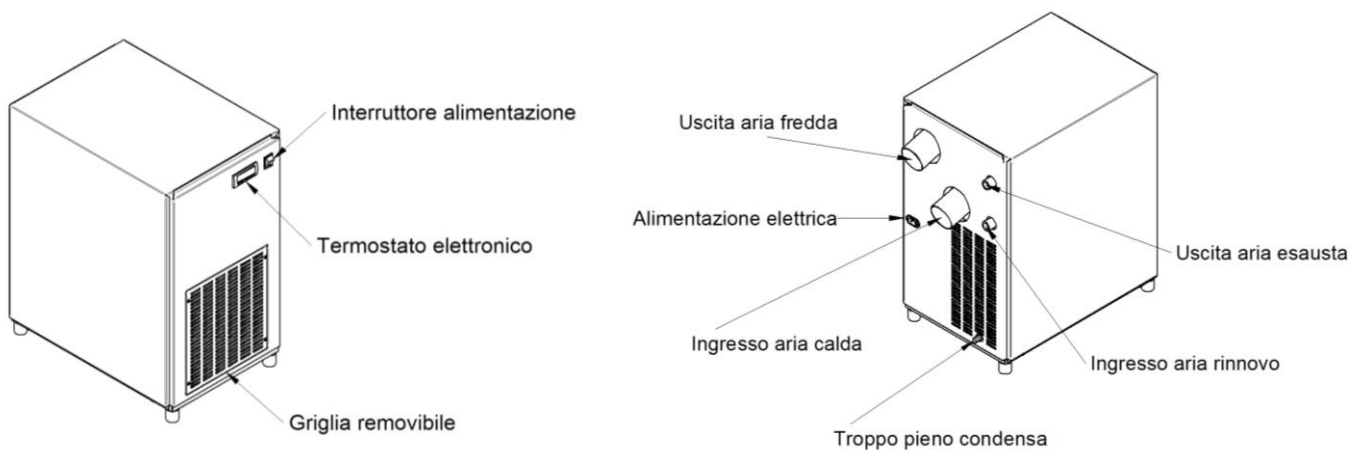 Interruttore alimentazione
Termostato elettronico
Griglia removibile
Uscita aria fredda
Alimentazione elettrica
Uscita aria esausta
Ingresso aria calda
Ingresso aria rinnovo
Troppo pieno condensa